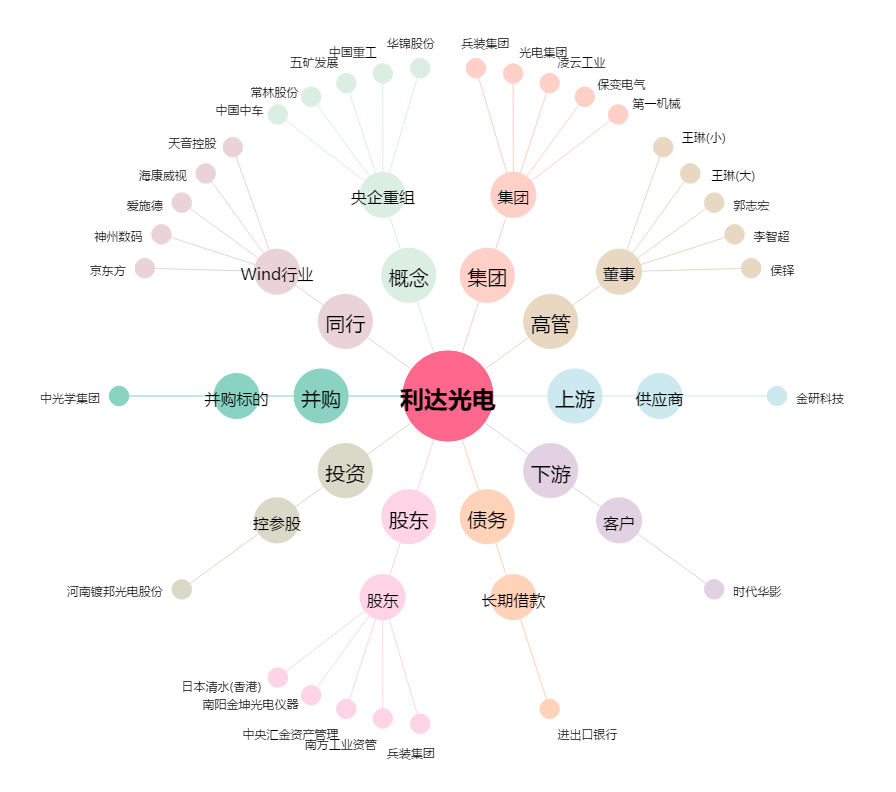 华锦股份
兵装集团
中国重工
光电集团
五矿发展
凌云工业
常林股份
保变电气
中国中车
第一机械
天音控股
王琳(小)
海康威视
王琳(大)
爱施德
郭志宏
央企重组
集团
神州数码
李智超
京东方
Wind行业
概念
集团
董事
侯铎
同行
高管
中光学集团
并购标的
并购
利达光电
上游
供应商
金研科技
投资
下游
控参股
股东
债务
客户
河南镀邦光电股份
时代华影
股东
长期借款
日本清水(香港)
南阳金坤光电仪器
中央汇金资产管理
南方工业资管
兵装集团
进出口银行